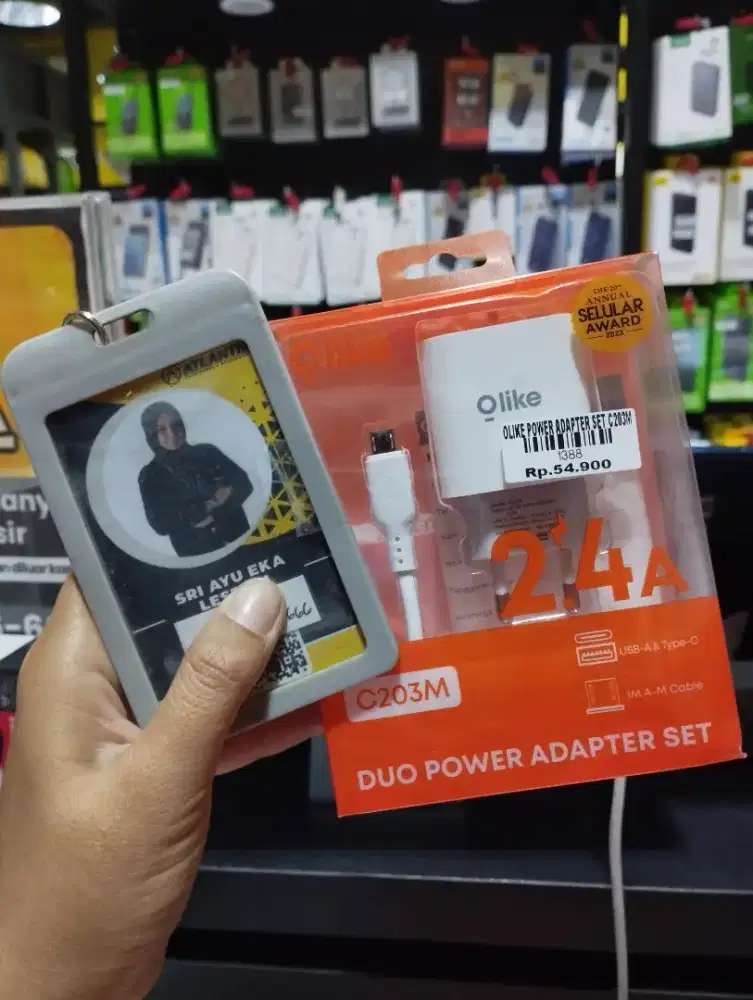 ATLANTI
SRI AYU EKA
THE 20TH
ANNUAL
SELULAR
AWARD
2023
Olike
OLIKE POWER ADAPTER SET C203M
1388
Rp.54.900
2.4A
USB-A & Type-C
1M A-M Cable
C203M
DUO POWER ADAPTER SET